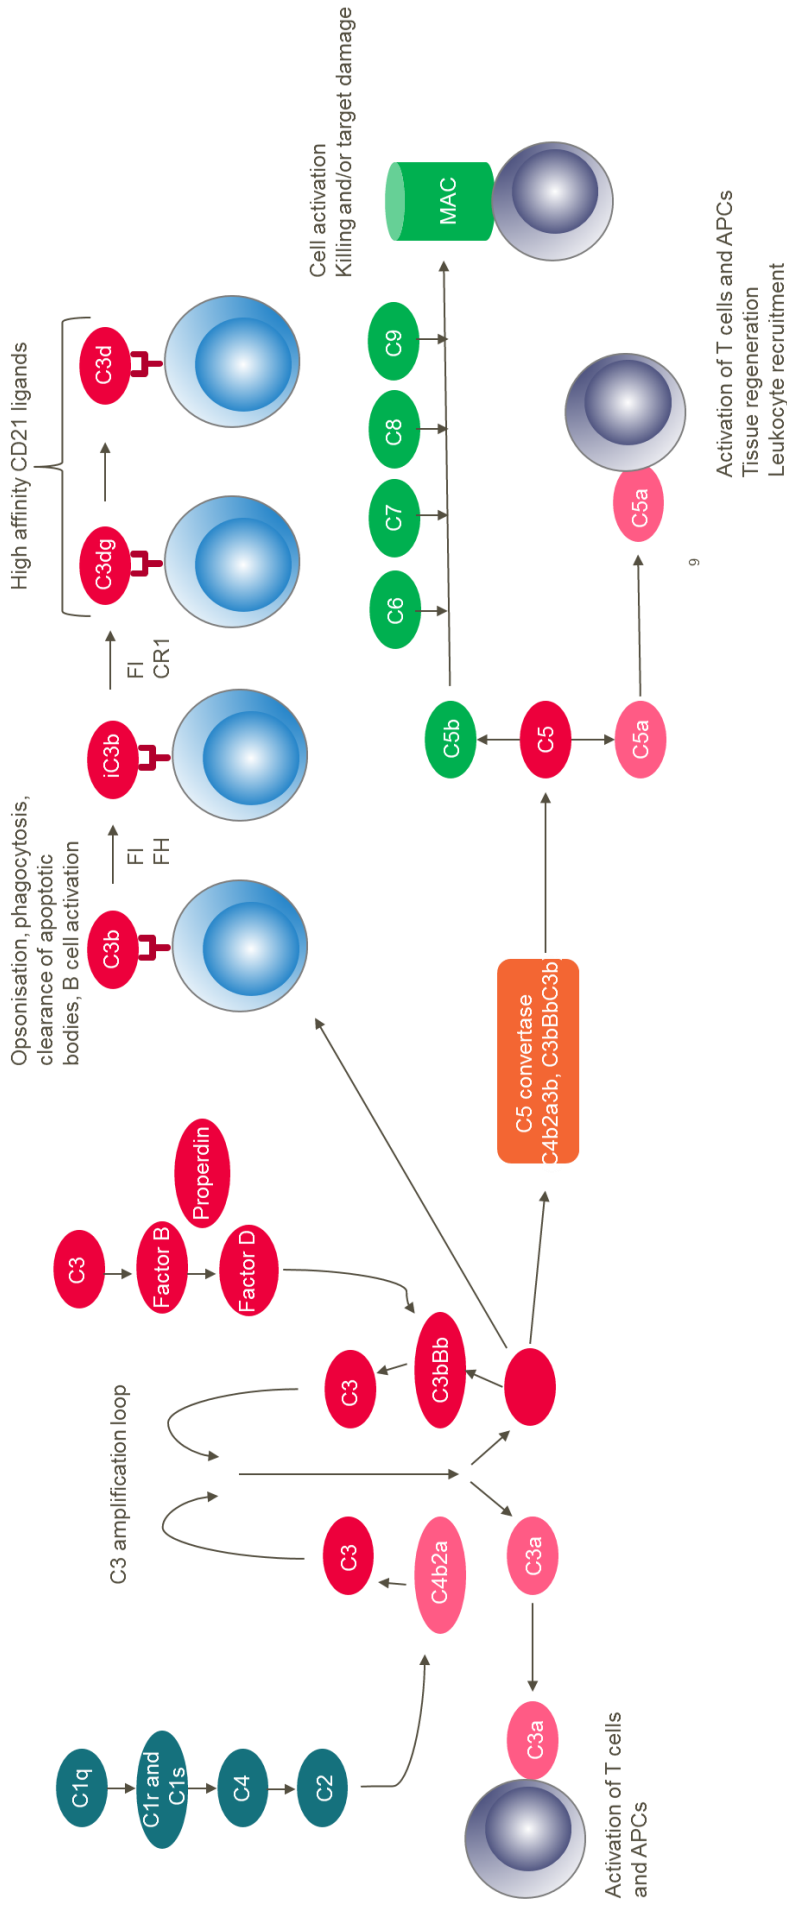 C1q
C1r and
C1s
C4
C2
C3 amplification loop
C3
C4b2a
C3
C3bBb
C3
Factor B
Factor D
Properdin
C3a
C3a
Activation of T cells
and APCs
Opsonisation, phagocytosis,
clearance of apoptotic
bodies, B cell activation
C3b
FI
FH
iC3b
FI
CR1
High affinity CD21 ligands
C3dg
C3d
C5 convertase
C4b2a3b, C3bBbC3b
C5b
C5
C5a
C6
C7
C8
C9
MAC
Cell activation
Killing and/or target damage
C5a
Activation of T cells and APCs
Tissue regeneration
Leukocyte recruitment
9